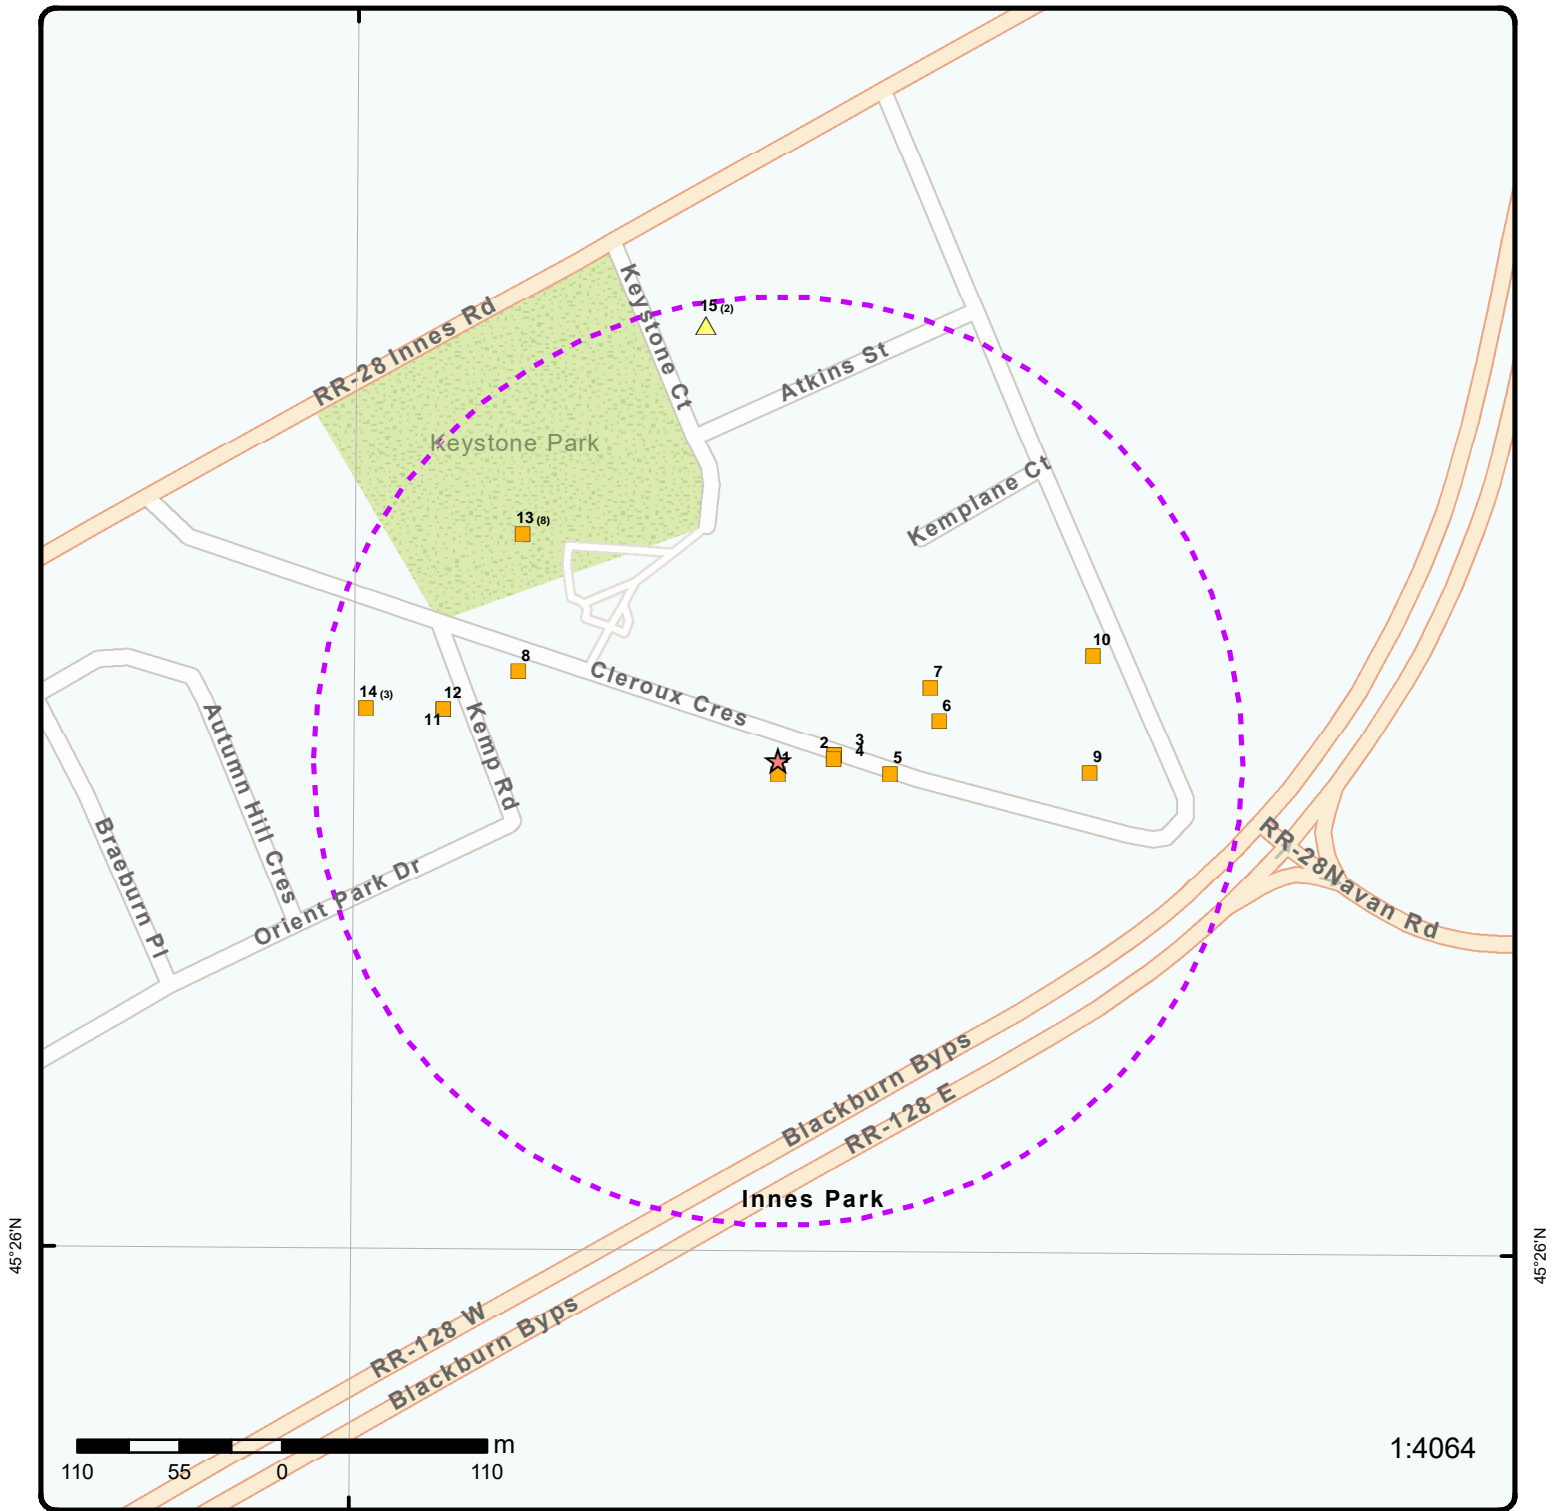 15 (2)
Keystone Ct
RR-28 Innes Rd
Atkins St
Keystone Park
Kemplane Ct
13 (8)
10
8
7
Cleroux Cres
14 (3)
12
11
6
Kemp Rd
Autumn Hill Cres
2
3
4
1
5
9
Braeburn Pl
RR-28
Navan Rd
Orient Park Dr
Blackburn Byps
RR-128 E
Innes Park
45°26'N
45°26'N
RR-128 W
Blackburn Byps
m
1:4064
110 55 0 110